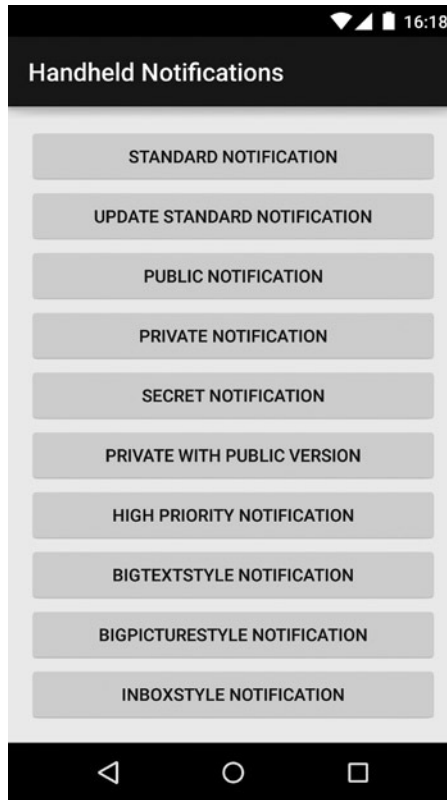 16:18
Handheld Notifications
STANDARD NOTIFICATION
UPDATE STANDARD NOTIFICATION
PUBLIC NOTIFICATION
PRIVATE NOTIFICATION
SECRET NOTIFICATION
PRIVATE WITH PUBLIC VERSION
HIGH PRIORITY NOTIFICATION
BIGTEXTSTYLE NOTIFICATION
BIGPICTURESTYLE NOTIFICATION
INBOXSTYLE NOTIFICATION